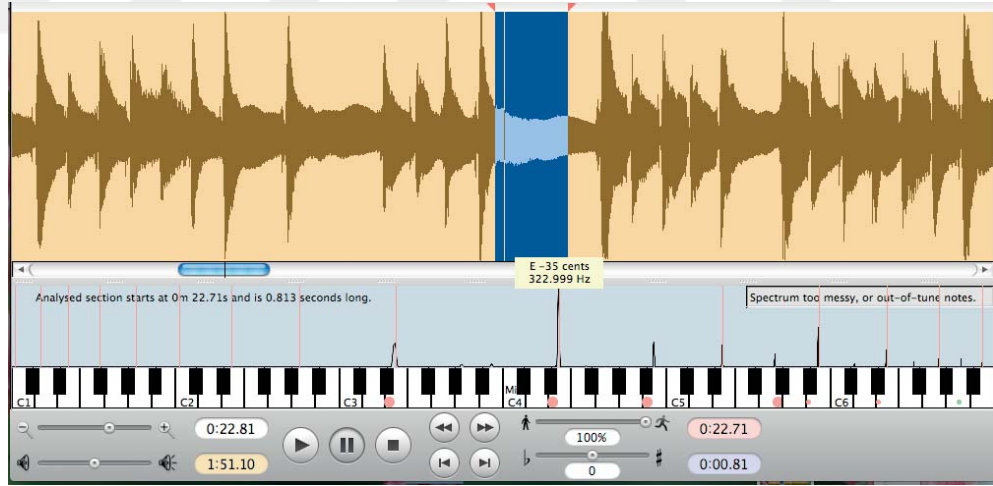 E -35 cents
322.999 Hz
Analysed section starts at 0m 22.71s and is 0.813 seconds long.
Spectrum too messy, or out-of-tune notes.
C1
C2
C3
Mi
C4
C5
C6
0:22.81
100%
0:22.71
1:51.10
0
0:00.81